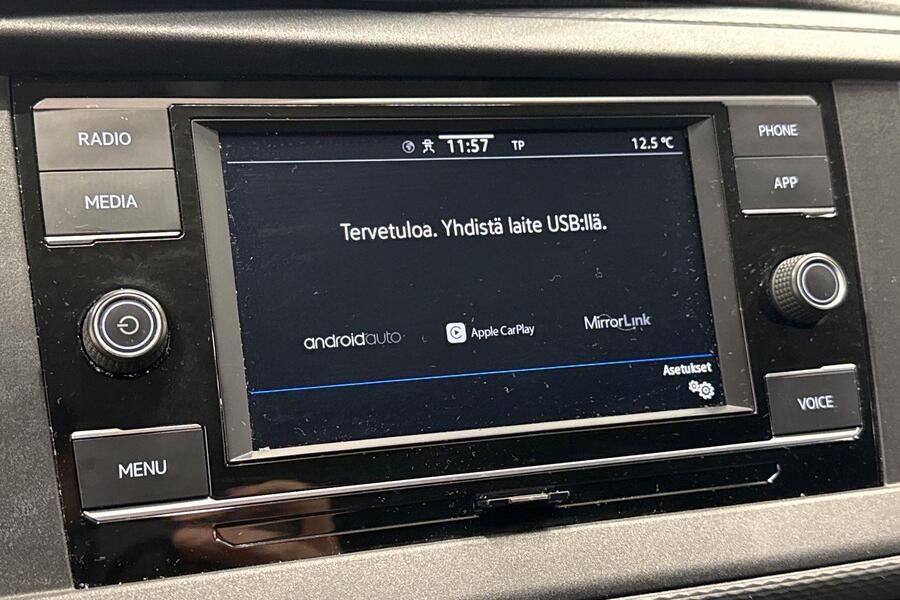 RADIO
MEDIA
11:57
TP
12.5 °C
PHONE
APP
Tervetuloa. Yhdistä laite USB:llä.
androidauto
Apple CarPlay
MirrorLink
Asetukset
MENU
VOICE